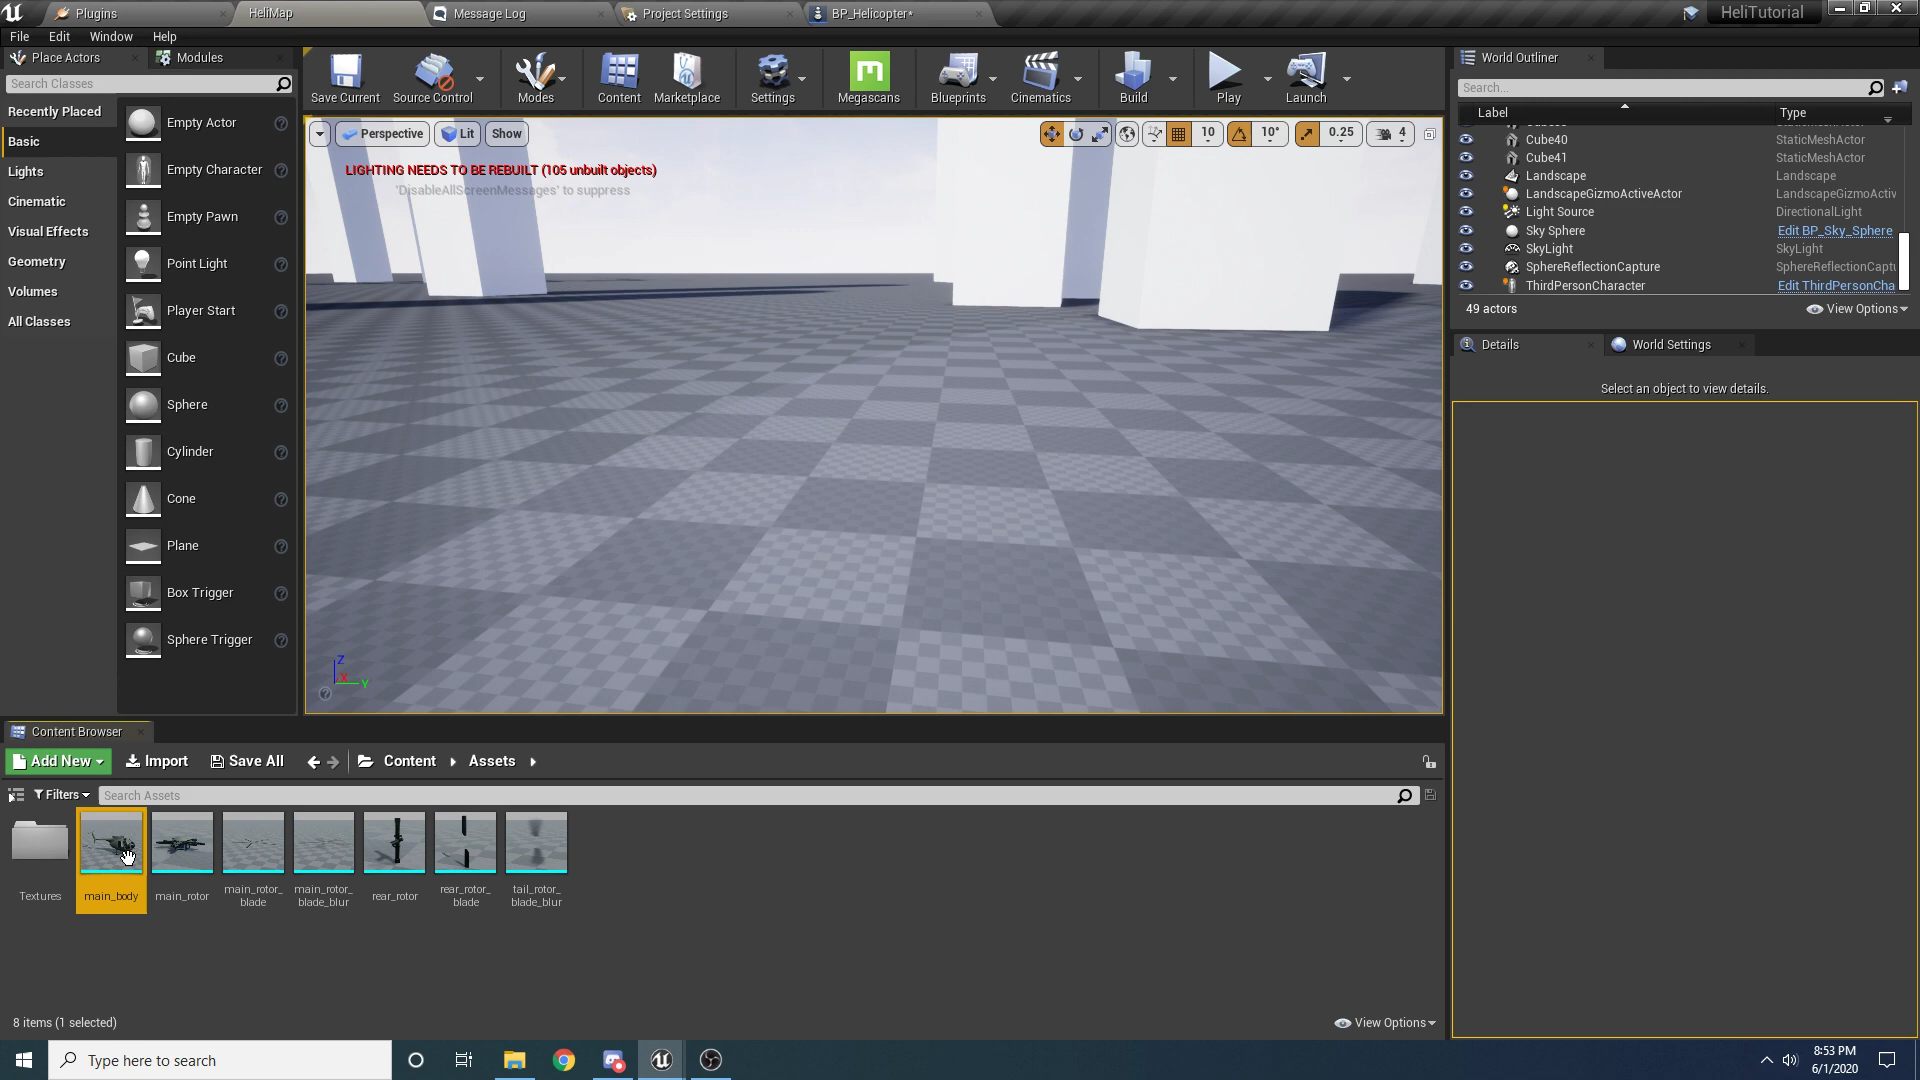 Plugins
HeliMap
Message Log
Project Settings
BP_Helicopter*
HeliTutorial
File
Edit
Window
Help
Place Actors
Modules
Search Classes
Recently Placed
Basic
Lights
Cinematic
Visual Effects
Geometry
Volumes
All Classes
Empty Actor
Empty Character
Empty Pawn
Point Light
Player Start
Cube
Sphere
Cylinder
Cone
Plane
Box Trigger
Sphere Trigger
Save Current
Source Control
Modes
Content
Marketplace
Settings
Megascans
Blueprints
Cinematics
Build
Play
Launch
Perspective
Lit
Show
10
10°
0.25
4
LIGHTING NEEDS TO BE REBUILT (105 unbuilt objects)
'DisableAllScreenMessages' to suppress
Z
X
Y
World Outliner
Search...
Label
Type
Cube40
StaticMeshActor
Cube41
StaticMeshActor
Landscape
Landscape
LandscapeGizmoActiveActor
LandscapeGizmoActiv
Light Source
DirectionalLight
Sky Sphere
Edit BP_Sky_Sphere
SkyLight
SkyLight
SphereReflectionCapture
SphereReflectionCaptu
ThirdPersonCharacter
Edit ThirdPersonCha
49 actors
View Options
Details
World Settings
Select an object to view details.
Content Browser
Add New
Import
Save All
Content
Assets
Filters
Search Assets
Textures
main_body
main_rotor
main_rotor_
blade
main_rotor_
blade_blur
rear_rotor
rear_rotor_
blade
tail_rotor_
blade_blur
8 items (1 selected)
View Options
Type here to search
8:53 PM
6/1/2020